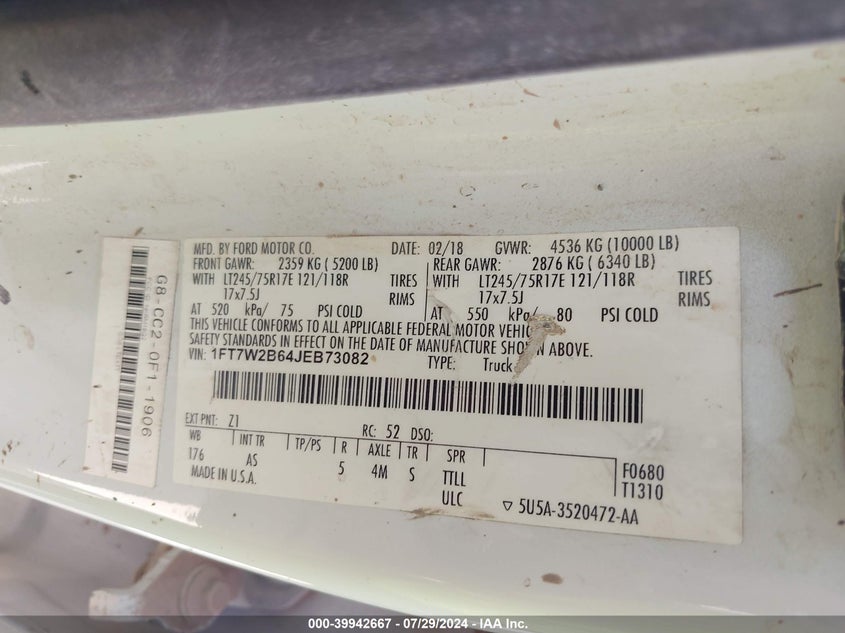 MFD. BY FORD MOTOR CO. DATE: 02/18 GVWR: 4536 KG (10000 LB)
FRONT GAWR: 2359 KG ( 5200 LB) REAR GAWR: 2876 KG ( 6340 LB)
WITH LT245/75R17E 121/118R TIRES WITH LT245/75R17E 121/118R TIRES
17x7.5J RIMS 17x7.5J RIMS
AT 520 kPa/ 75 PSI COLD AT 550 kPa/ 80 PSI COLD
THIS VEHICLE CONFORMS TO ALL APPLICABLE FEDERAL MOTOR VEHIC
SAFETY STANDARDS IN EFFECT ON THE DATE OF MANUFACTURE SHOWN ABOVE.
VIN: 1FT7W2B64JEB73082 TYPE: Truck
EXT PNT: Z1 RC: 52 DSO:
WB INT TR TP/PS R AXLE TR SPR
176 AS 5 4M S TTLL F0680
MADE IN U.S.A. ULC T1310
▽ 5U5A-3520472-AA
G8-CC2-0F1-1906
000-39942667 - 07/29/2024 - IAA Inc.